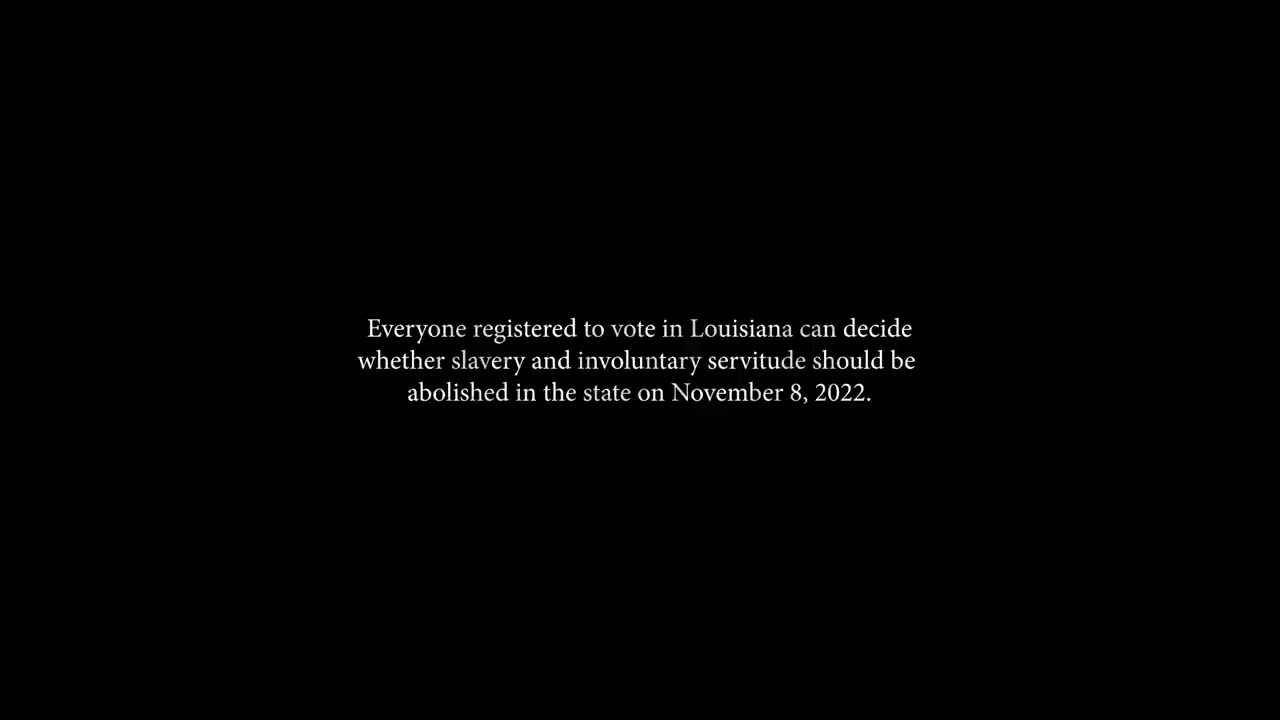 Everyone registered to vote in Louisiana can decide
whether slavery and involuntary servitude should be
abolished in the state on November 8, 2022.